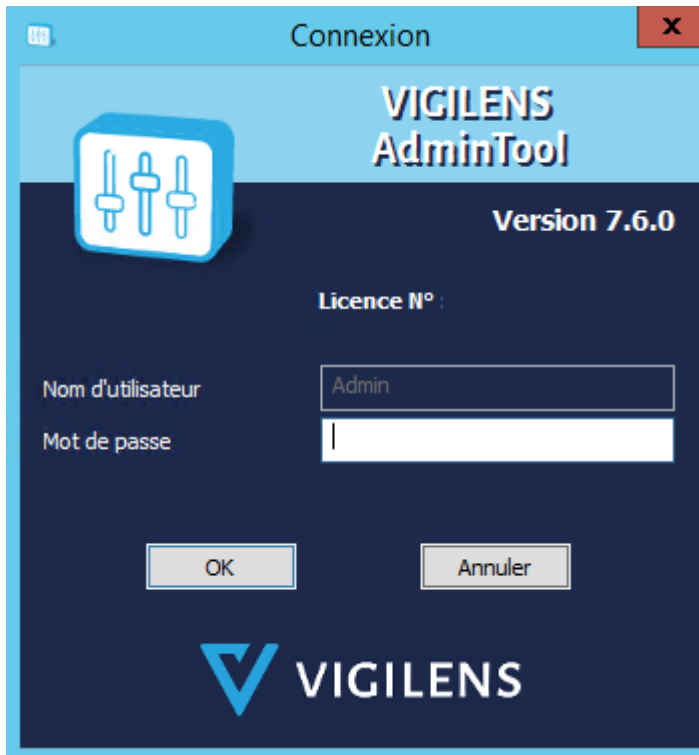 Connexion
x
VIGILENS
AdminTool
Version 7.6.0
Licence N° :
Nom d'utilisateur
Admin
Mot de passe
OK
Annuler
VIGILENS